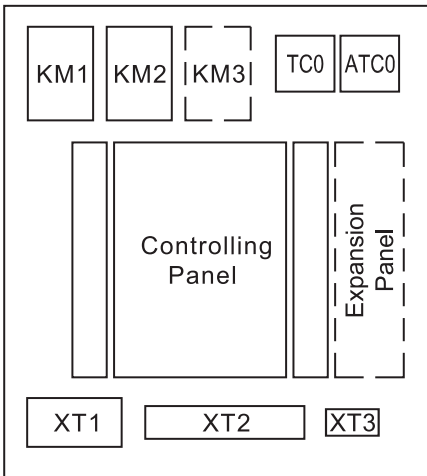 KM1 KM2 KM3 TC0 ATC0
Controlling
Panel
Expansion
Panel
XT1 XT2 XT3